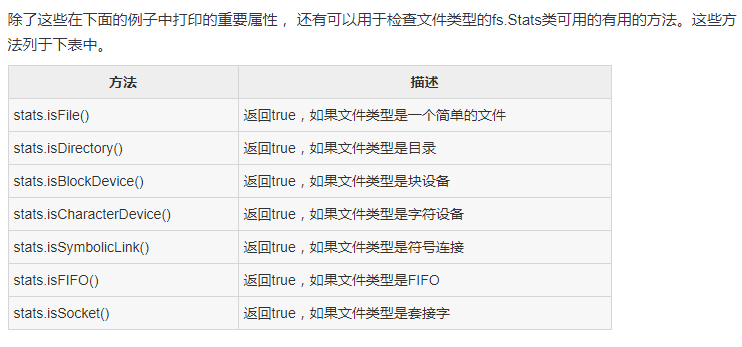 除了这些在下面的例子中打印的重要属性， 还有可以用于检查文件类型的fs.Stats类可用的有用的方法。这些方
法列于下表中。
方法 描述
stats.isFile() 返回true，如果文件类型是一个简单的文件
stats.isDirectory() 返回true，如果文件类型是目录
stats.isBlockDevice() 返回true，如果文件类型是块设备
stats.isCharacterDevice() 返回true，如果文件类型是字符设备
stats.isSymbolicLink() 返回true，如果文件类型是符号连接
stats.isFIFO() 返回true，如果文件类型是FIFO
stats.isSocket() 返回true，如果文件类型是套接字